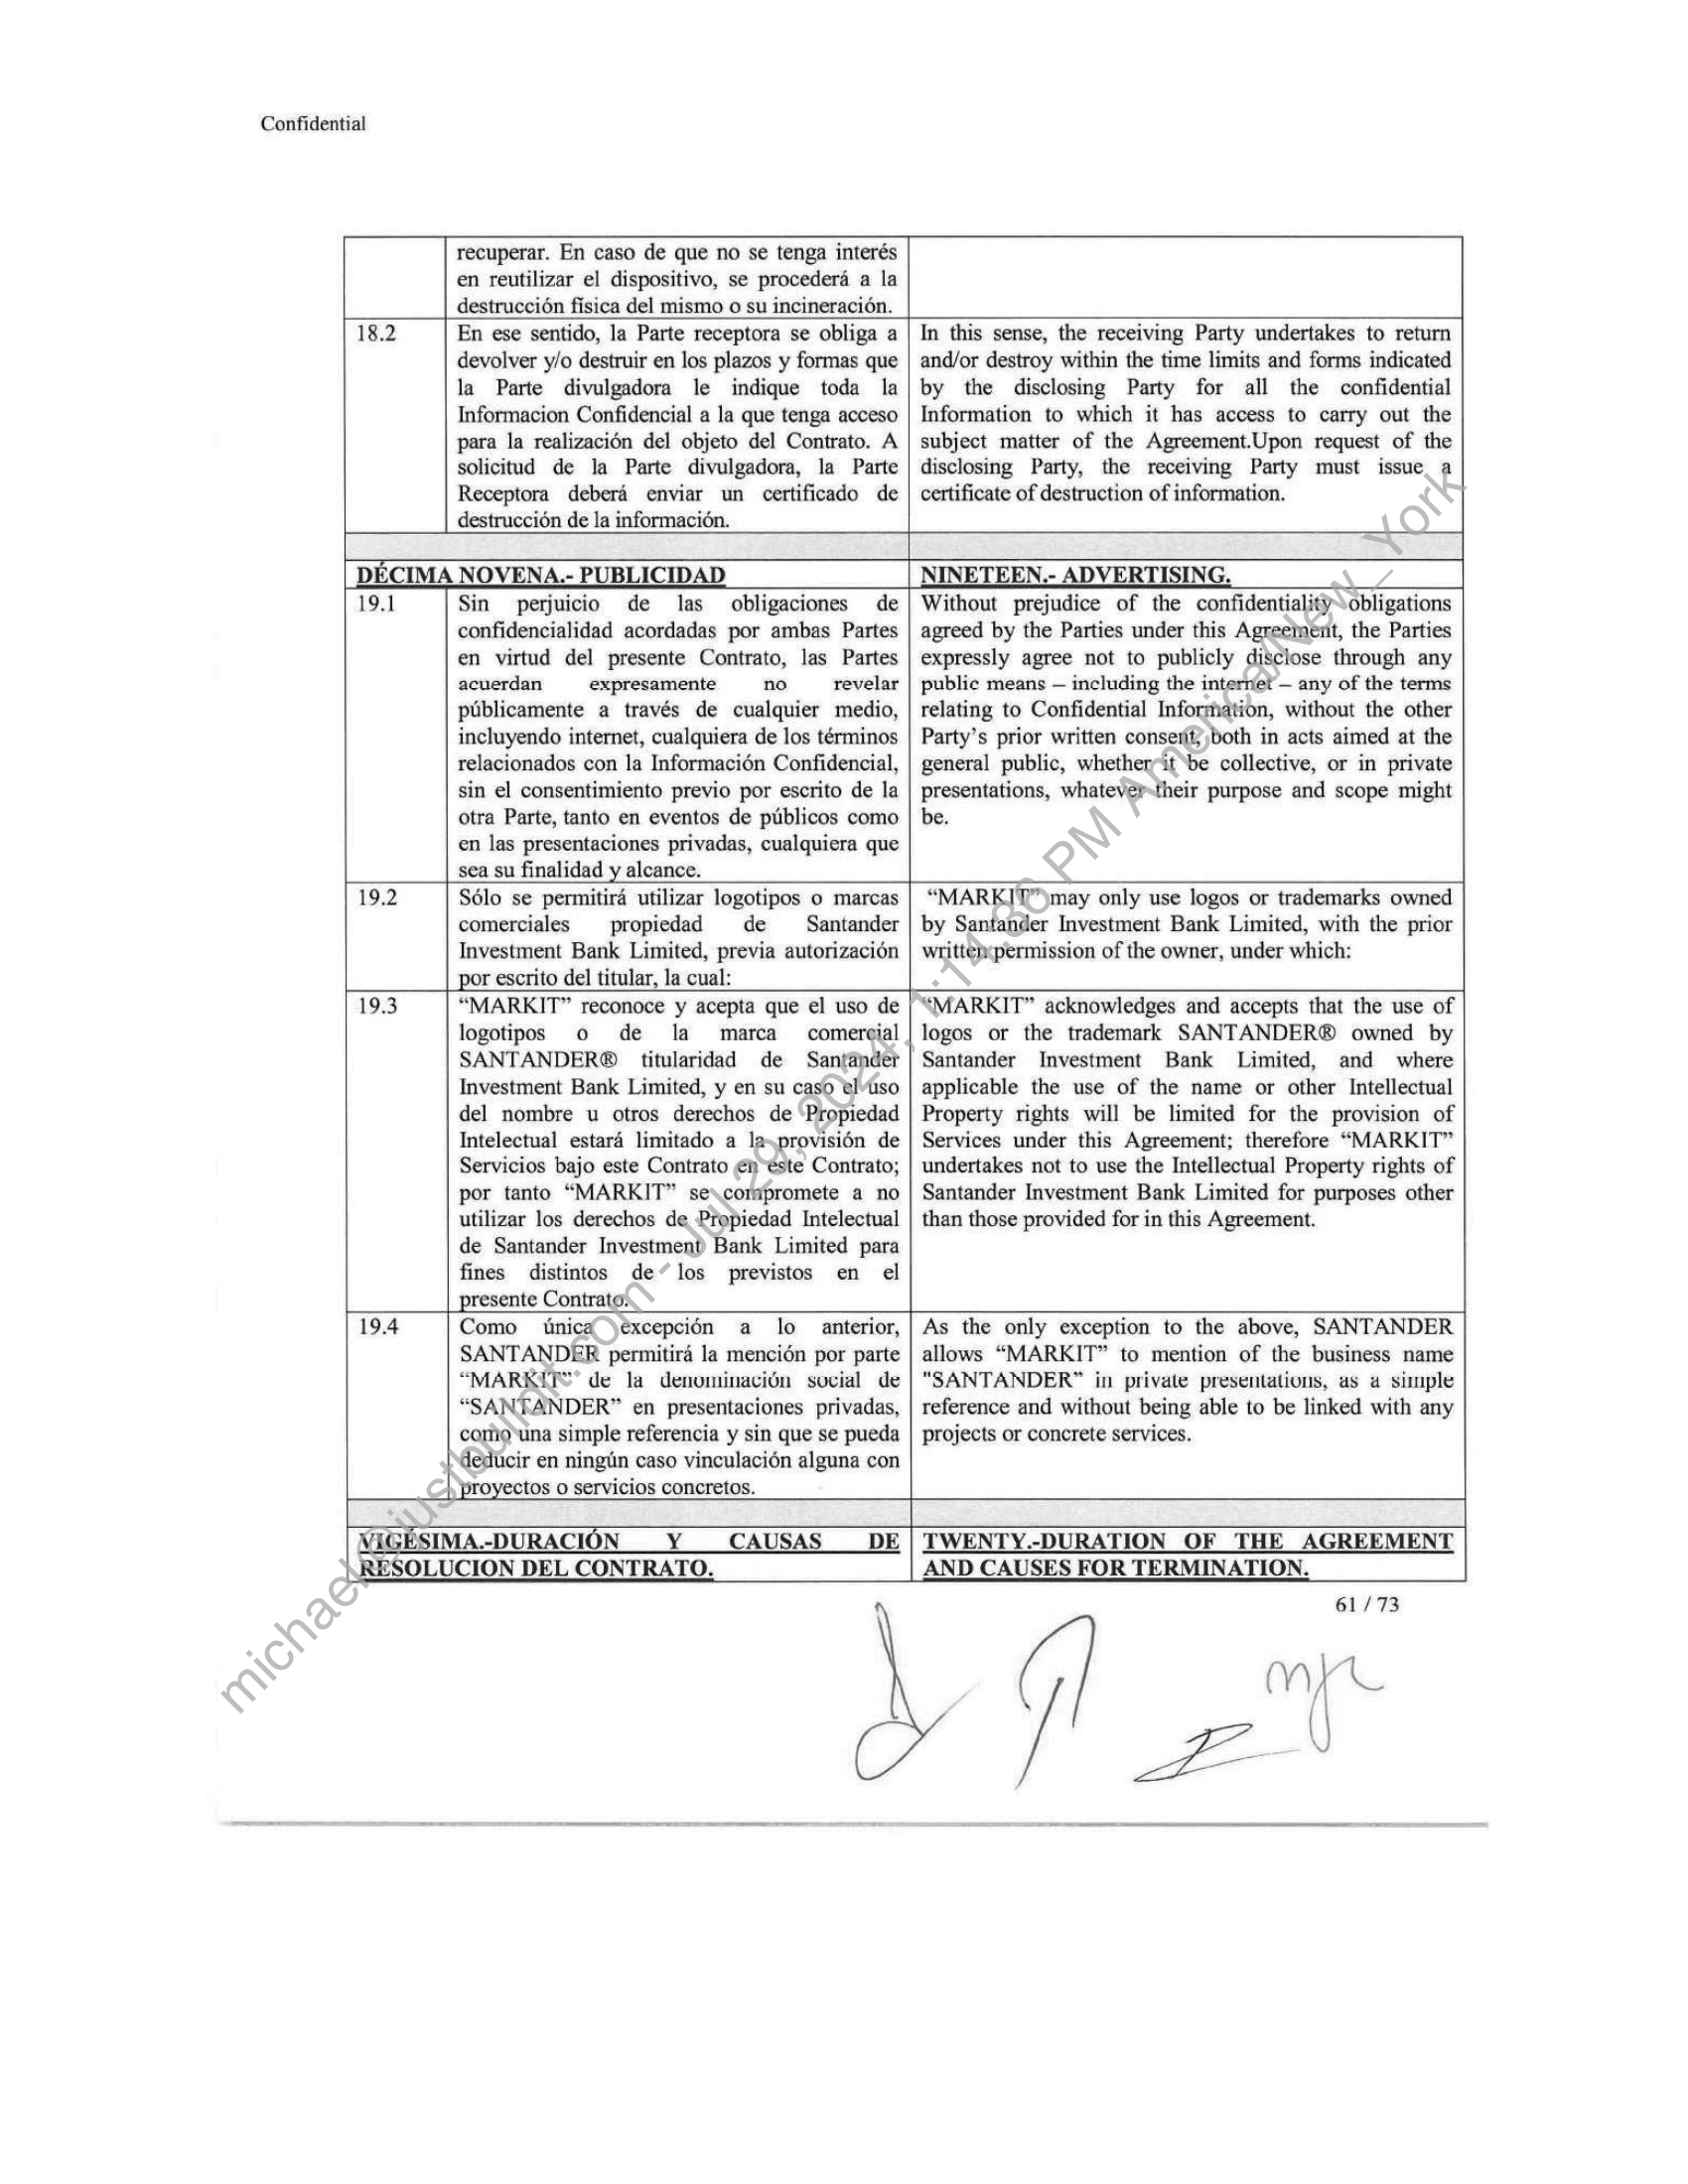 Confidential
recuperar. En caso de que no se tenga interés
en reutilizar el dispositivo, se procederá a la
destrucción física del mismo o su incineración.
18.2
En ese sentido, la Parte receptora se obliga a
devolver y/o destruir en los plazos y formas que
la Parte divulgadora le indique toda la
Informacion Confidencial a la que tenga acceso
para la realización del objeto del Contrato. A
solicitud de la Parte divulgadora, la Parte
Receptora deberá enviar un certificado de
destrucción de la información.
In this sense, the receiving Party undertakes to return
and/or destroy within the time limits and forms indicated
by the disclosing Party for all the confidential
Information to which it has access to carry out the
subject matter of the Agreement.Upon request of the
disclosing Party, the receiving Party must issue a
certificate of destruction of information.
DÉCIMA NOVENA.- PUBLICIDAD
NINETEEN.- ADVERTISING.
19.1
Sin perjuicio de las obligaciones de
confidencialidad acordadas por ambas Partes
en virtud del presente Contrato, las Partes
acuerdan expresamente no revelar
públicamente a través de cualquier medio,
incluyendo internet, cualquiera de los términos
relacionados con la Información Confidencial,
sin el consentimiento previo por escrito de la
otra Parte, tanto en eventos de públicos como
en las presentaciones privadas, cualquiera que
sea su finalidad y alcance.
Without prejudice of the confidentiality obligations
agreed by the Parties under this Agreement, the Parties
expressly agree not to publicly disclose through any
public means – including the internet – any of the terms
relating to Confidential Information, without the other
Party's prior written consent, both in acts aimed at the
general public, whether it be collective, or in private
presentations, whatever their purpose and scope might
be.
19.2
Sólo se permitirá utilizar logotipos o marcas
comerciales propiedad de Santander
Investment Bank Limited, previa autorización
por escrito del titular, la cual:
“MARKIT” may only use logos or trademarks owned
by Santander Investment Bank Limited, with the prior
written permission of the owner, under which:
19.3
“MARKIT” reconoce y acepta que el uso de
logotipos o de la marca comercial
SANTANDER® titularidad de Santander
Investment Bank Limited, y en su caso el uso
del nombre u otros derechos de Propiedad
Intelectual estará limitado a la provisión de
Servicios bajo este Contrato en este Contrato;
por tanto “MARKIT” se compromete a no
utilizar los derechos de Propiedad Intelectual
de Santander Investment Bank Limited para
fines distintos de los previstos en el
presente Contrato.
“MARKIT” acknowledges and accepts that the use of
logos or the trademark SANTANDER® owned by
Santander Investment Bank Limited, and where
applicable the use of the name or other Intellectual
Property rights will be limited for the provision of
Services under this Agreement; therefore “MARKIT”
undertakes not to use the Intellectual Property rights of
Santander Investment Bank Limited for purposes other
than those provided for in this Agreement.
19.4
Como única excepción a lo anterior,
SANTANDER permitirá la mención por parte
“MARKIT” de la denominación social de
“SANTANDER” en presentaciones privadas,
como una simple referencia y sin que se pueda
deducir en ningún caso vinculación alguna con
proyectos o servicios concretos.
As the only exception to the above, SANTANDER
allows “MARKIT” to mention of the business name
"SANTANDER” in private presentations, as a simple
reference and without being able to be linked with any
projects or concrete services.
VIGESIMA.-DURACIÓN Y CAUSAS DE
RESOLUCION DEL CONTRATO.
TWENTY.-DURATION OF THE AGREEMENT
AND CAUSES FOR TERMINATION.
61 / 73
michael@justbuildit.com - Jul 29, 2024, 1:14:36 PM America/New_York